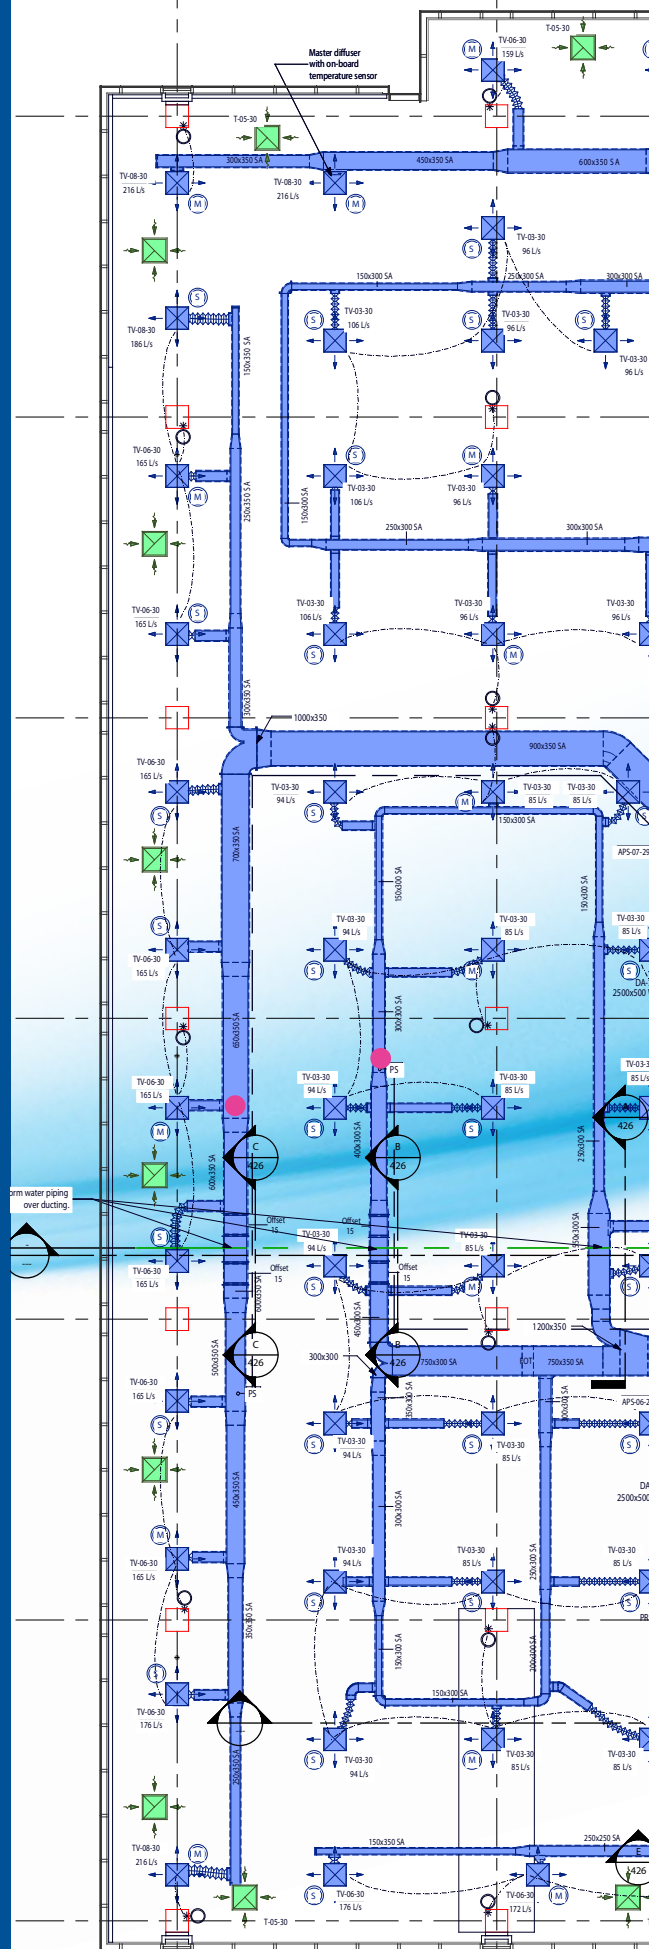 TV-06-30
159 L/s
M
T-05-30
Master diffuser
with on-board
temperature sensor
T-05-30
300x350 SA
450x350 SA
600x350 SA
TV-08-30
216 L/s
M
TV-08-30
216 L/s
M
TV-03-30
96 L/s
S
150x300 SA
250x300 SA
300x300 SA
S
TV-08-30
186 L/s
S
TV-03-30
106 L/s
S
TV-03-30
96 L/s
S
TV-03-30
96 L/s
150x350 SA
TV-06-30
165 L/s
M
250x350 SA
S
TV-03-30
106 L/s
M
TV-03-30
96 L/s
150x300 SA
250x300 SA
300x300 SA
TV-06-30
165 L/s
S
TV-03-30
106 L/s
S
TV-03-30
96 L/s
M
TV-03-30
96 L/s
S
300x350 SA
1000x350
900x350 SA
TV-06-30
165 L/s
S
TV-03-30
94 L/s
S
M
TV-03-30
85 L/s
TV-03-30
85 L/s
S
150x300 SA
700x350 SA
APS-07-29
150x300 SA
150x300 SA
S
TV-06-30
165 L/s
TV-03-30
94 L/s
S
TV-03-30
85 L/s
M
TV-03-30
85 L/s
S
DA-
2500x500
650x350 SA
300x300 SA
PS
TV-06-30
165 L/s
M
TV-03-30
94 L/s
S
TV-03-30
85 L/s
S
TV-03-3
85 L/s
A
426
600x350 SA
400x300 SA
250x300 SA
C
426
B
426
orm water piping
over ducting.
Offset
15
Offset
15
S
TV-06-30
165 L/s
TV-03-30
94 L/s
S
TV-03-30
85 L/s
S
S
Offset
15
Offset
15
600x350 SA
450x300 SA
1200x350
500x350 SA
C
426
B
426
300x300
750x300 SA
FOT
750x350 SA
PS
350x300 SA
300x300 SA
APS-06-2
TV-06-30
165 L/s
S
S
TV-03-30
94 L/s
S
TV-03-30
85 L/s
S
450x350 SA
300x300 SA
DA
2500x500
M
TV-06-30
165 L/s
TV-03-30
94 L/s
S
TV-03-30
85 L/s
S
TV-03-30
85 L/s
S
250x300 SA
350x350 SA
150x300 SA
200x300 SA
PR
S
TV-06-30
176 L/s
150x300 SA
250x350 SA
S
TV-03-30
94 L/s
M
TV-03-30
85 L/s
S
TV-03-30
85 L/s
TV-08-30
216 L/s
M
150x350 SA
250x250 SA
E
426
S
TV-06-30
176 L/s
TV-06-30
172 L/s
M
T-05-30